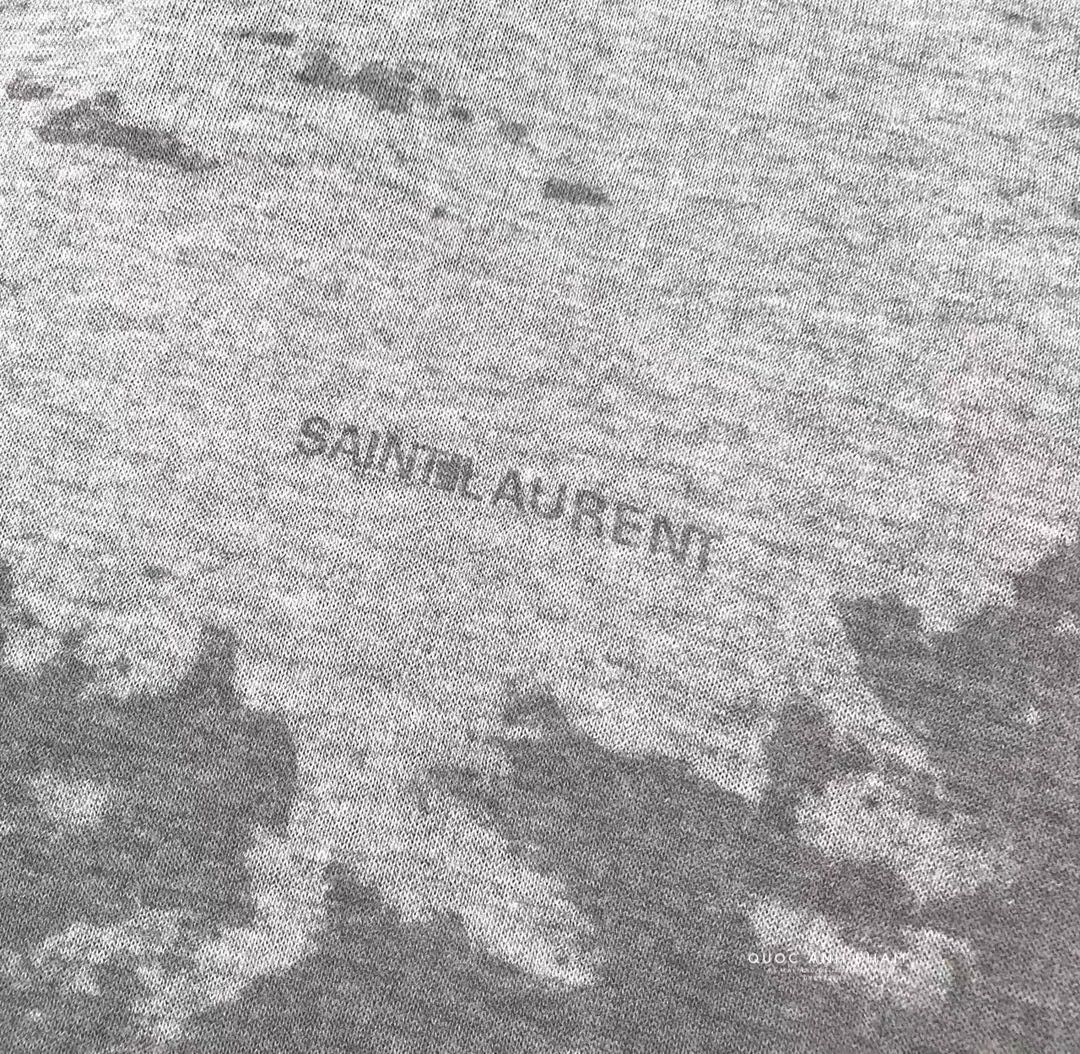 SAINT LAURENT
QUOC ANH PHAM